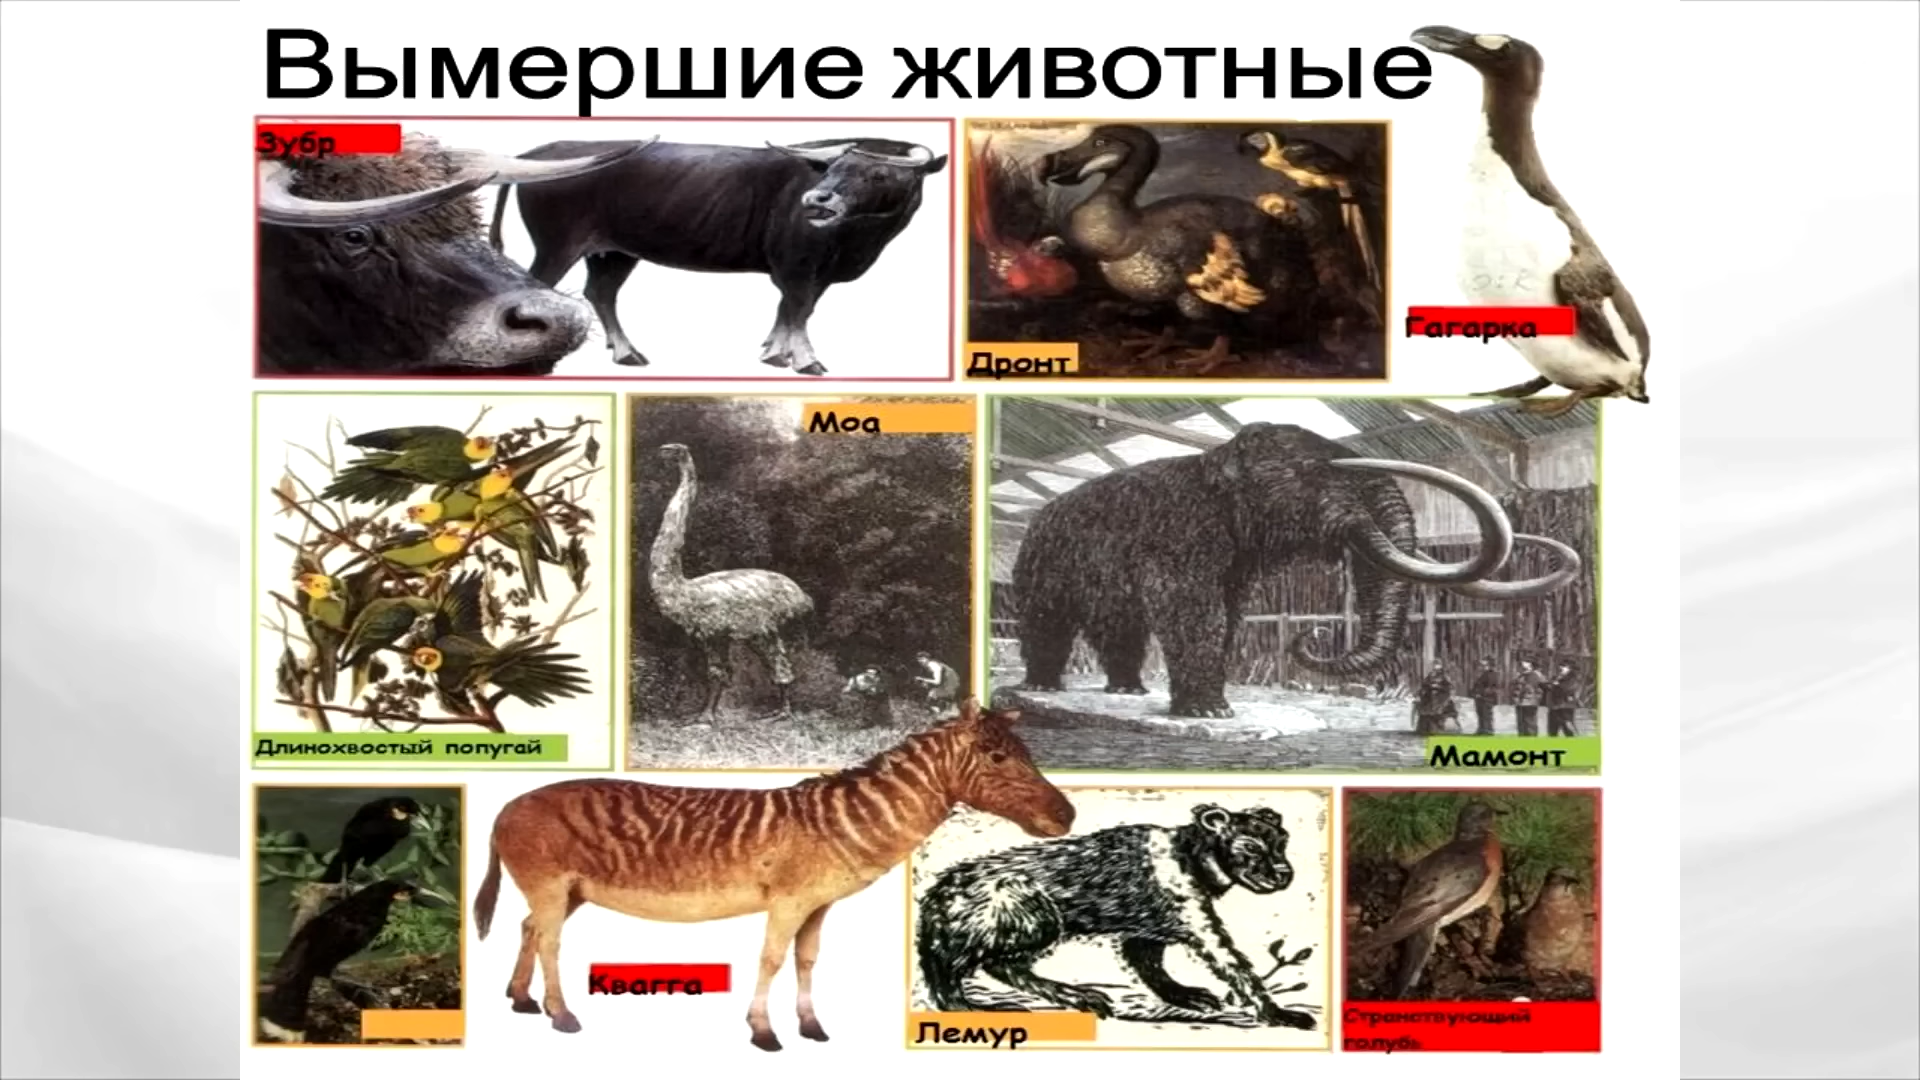 Вымершие животные
Зубр
Дронт
Гагарка
Длинохвостый попугай
Моа
Мамонт
Квагга
Лемур
Странствующий
голубь